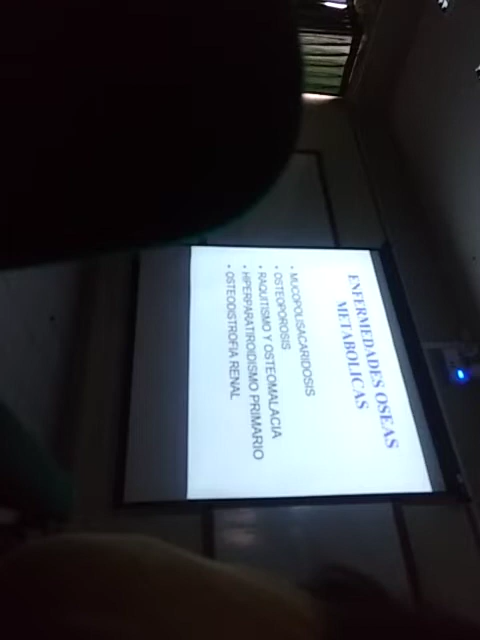 ENFERMEDADES OSEAS
METABOLICAS
• MUCOPOLISACARIDOSIS
• OSTEOPOROSIS
• RAQUITISMO Y OSTEOMALACIA
• HIPERPARATIROIDISMO PRIMARIO
• OSTEODISTROFIA RENAL